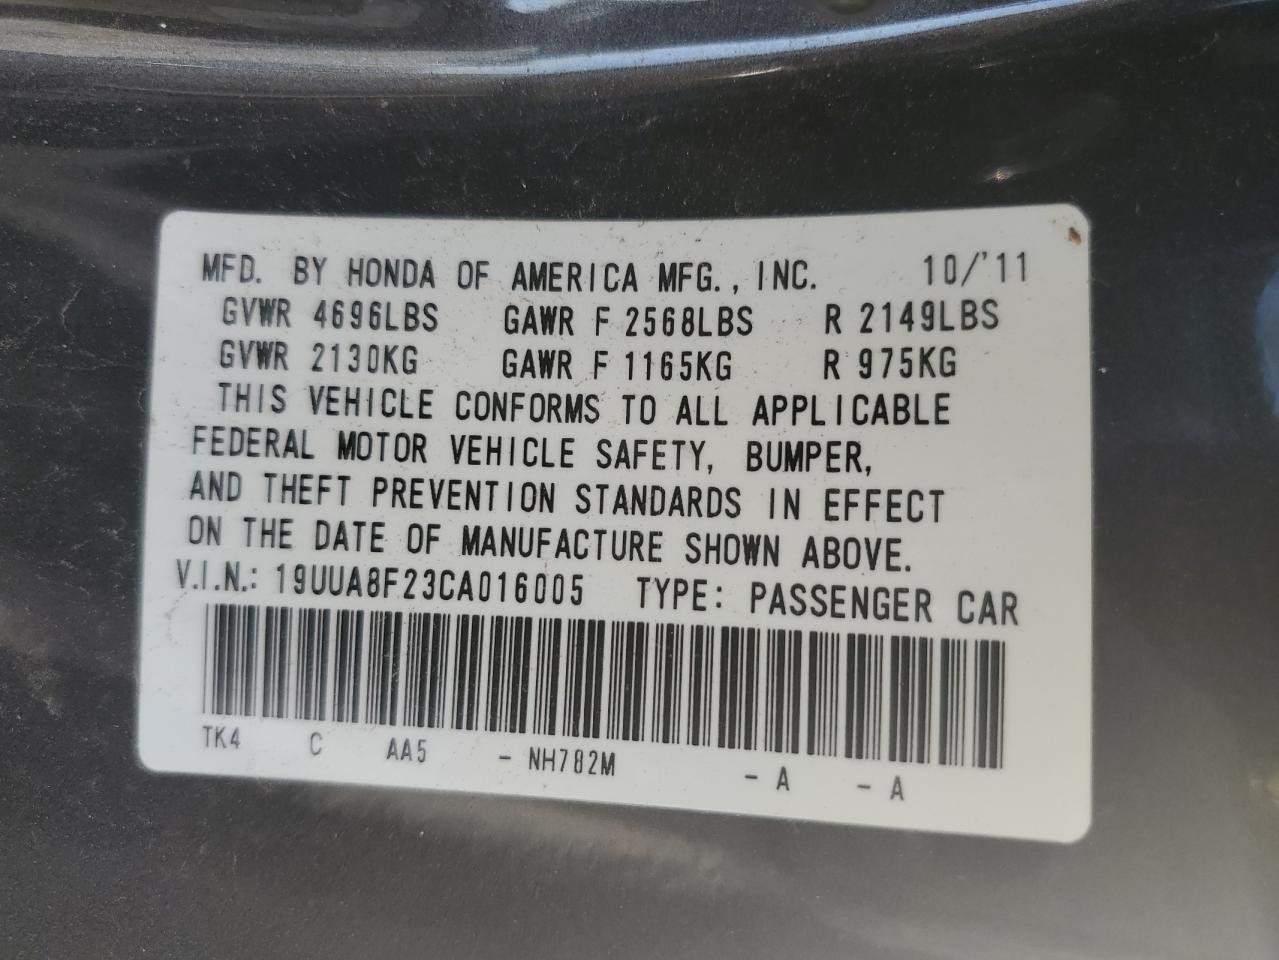 MFD. BY HONDA OF AMERICA MFG., INC. 10/'11
GVWR 4696LBS GAWR F 2568LBS R 2149LBS
GVWR 2130KG GAWR F 1165KG R 975KG
THIS VEHICLE CONFORMS TO ALL APPLICABLE
FEDERAL MOTOR VEHICLE SAFETY, BUMPER,
AND THEFT PREVENTION STANDARDS IN EFFECT
ON THE DATE OF MANUFACTURE SHOWN ABOVE.
V.I.N.: 19UUA8F23CA016005 TYPE: PASSENGER CAR
TK4 C AA5 - NH782M - A - A